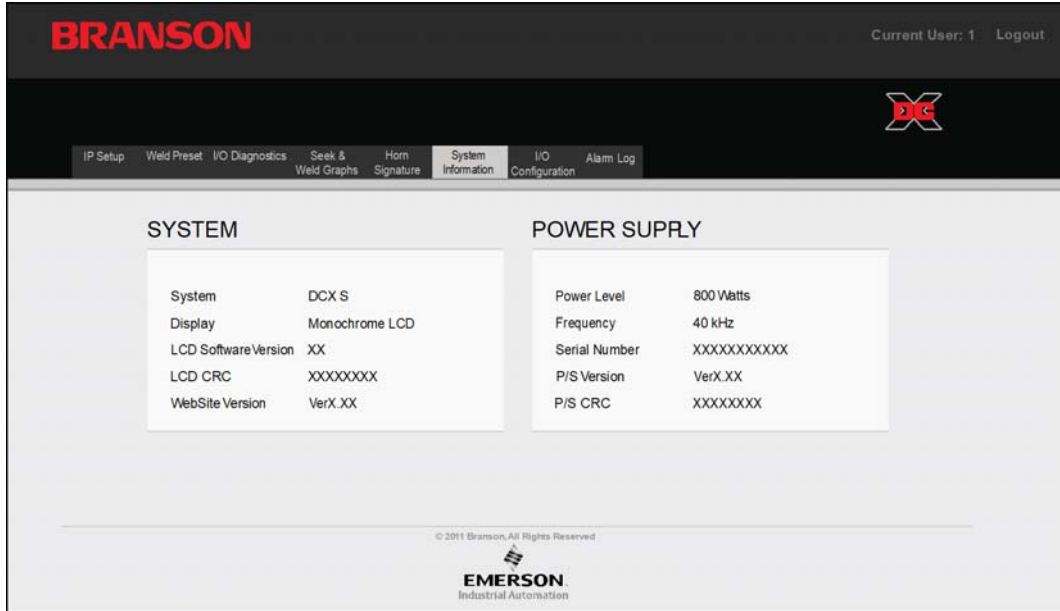 BRANSON
Current User: 1 Logout
DCX
IP Setup Weld Preset I/O Diagnostics Seek & Weld Graphs Horn Signature System Information I/O Configuration Alarm Log
SYSTEM
System DCX S
Display Monochrome LCD
LCD Software Version XX
LCD CRC XXXXXXXX
WebSite Version VerX.XX
POWER SUPPLY
Power Level 800 Watts
Frequency 40 kHz
Serial Number XXXXXXXXXXX
P/S Version VerX.XX
P/S CRC XXXXXXXX
© 2011 Branson, All Rights Reserved
EMERSON.
Industrial Automation